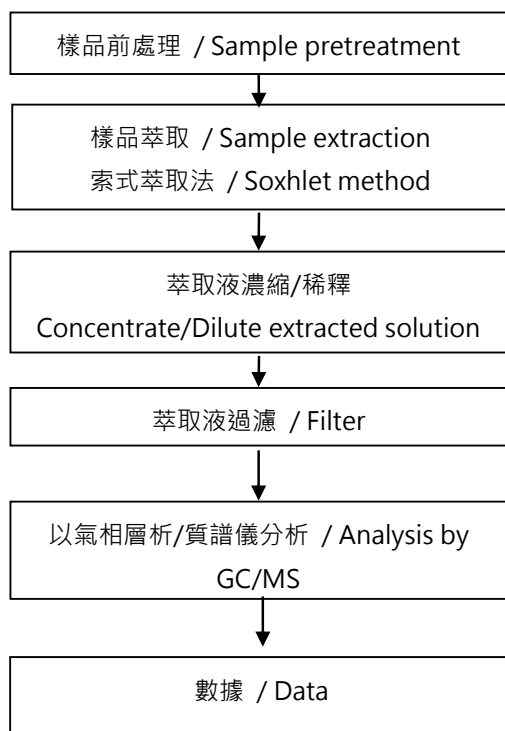 樣品前處理 / Sample pretreatment
樣品萃取 / Sample extraction
索式萃取法 / Soxhlet method
萃取液濃縮/稀釋
Concentrate/Dilute extracted solution
萃取液過濾 / Filter
以氣相層析/質譜儀分析 / Analysis by
GC/MS
數據 / Data